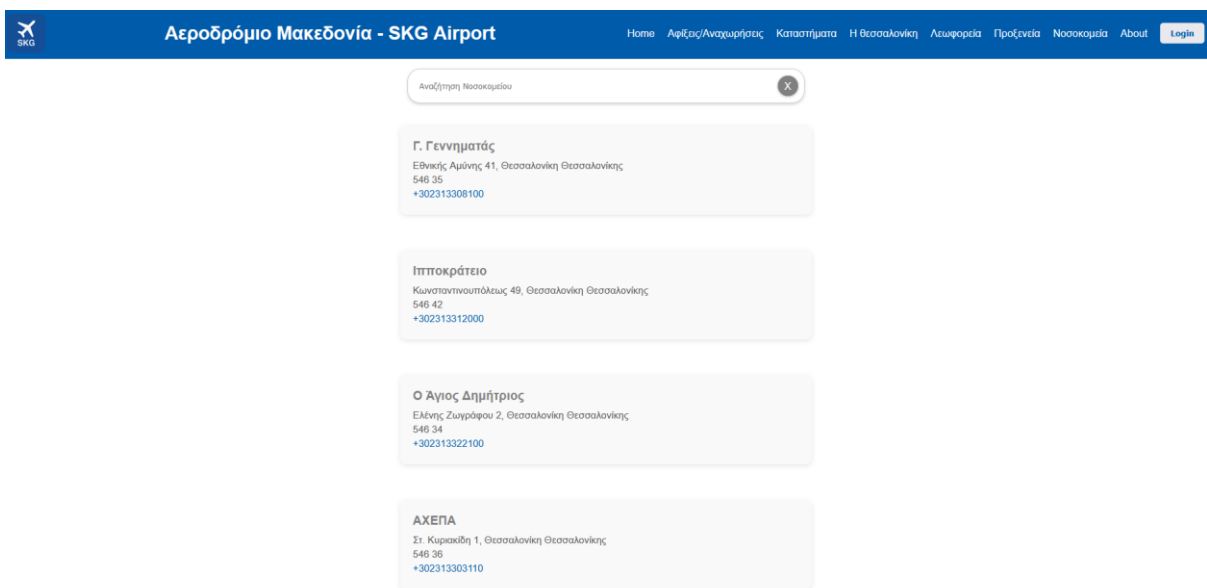 SKG
Αεροδρόμιο Μακεδονία - SKG Airport
Home Αφίξεις/Αναχωρήσεις Καταστήματα Η θεσσαλονίκη Λεωφορεία Προξενεία Νοσοκομεία About Login
Αναζήτηση Νοσοκομείου X
Γ. Γεννηματάς
Εθνικής Αμύνης 41, Θεσσαλονίκη Θεσσαλονίκης
546 35
+302313308100
Ιπποκράτειο
Κωνσταντινουπόλεως 49, Θεσσαλονίκη Θεσσαλονίκης
546 42
+302313312000
Ο Άγιος Δημήτριος
Ελένης Ζωγράφου 2, Θεσσαλονίκη Θεσσαλονίκης
546 34
+302313322100
ΑΧΕΠΑ
Στ. Κυριακίδη 1, Θεσσαλονίκη Θεσσαλονίκης
546 36
+302313303110